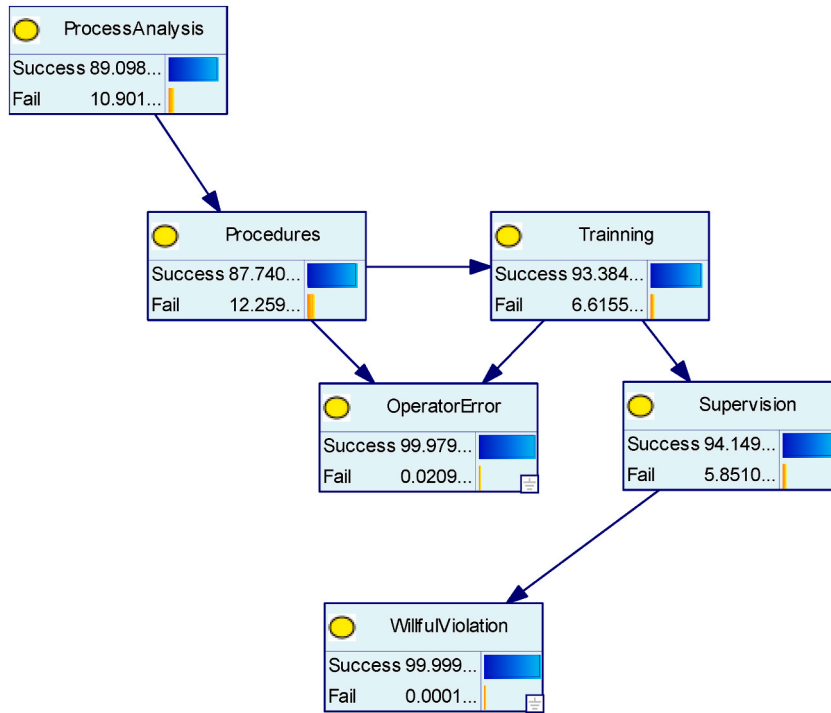 ProcessAnalysis
Success 89.098...
Fail 10.901...
Procedures
Success 87.740...
Fail 12.259...
Trainning
Success 93.384...
Fail 6.6155...
OperatorError
Success 99.979...
Fail 0.0209...
Supervision
Success 94.149...
Fail 5.8510...
WillfulViolation
Success 99.999...
Fail 0.0001...